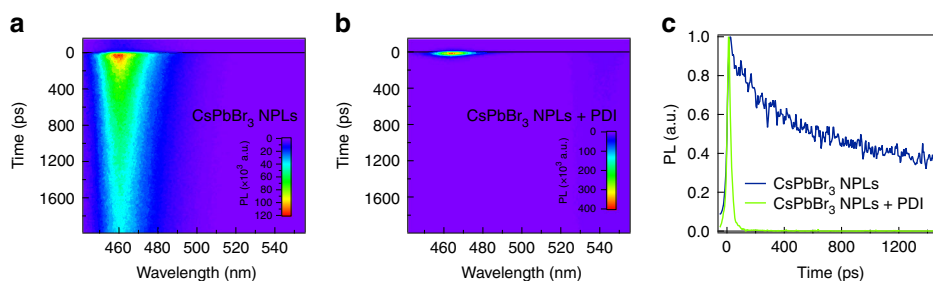 a
0
400
800
1200
1600
Time (ps)
CsPbBr3 NPLs
0
20
40
60
80
100
120
PL (×10³ a.u.)
460
480
500
520
540
Wavelength (nm)
b
0
400
800
1200
1600
Time (ps)
CsPbBr3 NPLs + PDI
0
100
200
300
400
PL (×10³ a.u.)
460
480
500
520
540
Wavelength (nm)
c
1.0
0.8
0.6
0.4
0.2
0.0
PL (a.u.)
CsPbBr3 NPLs
CsPbBr3 NPLs + PDI
0
400
800
1200
Time (ps)